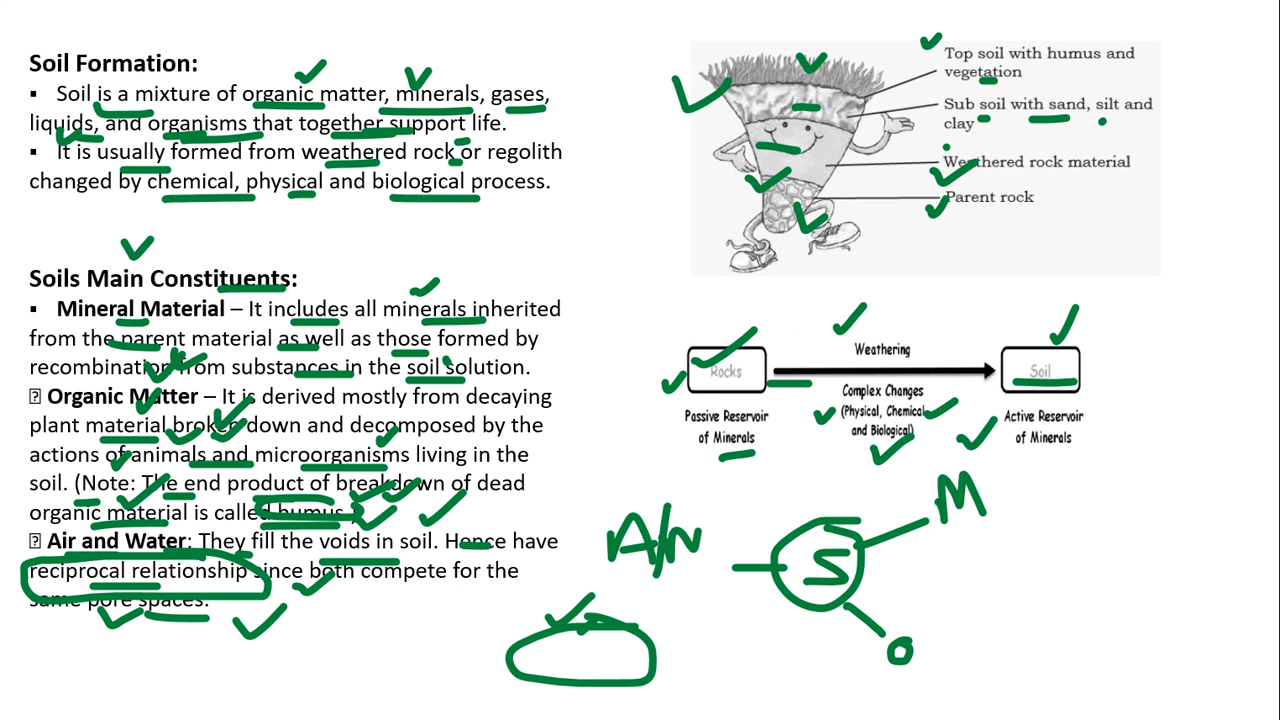 Soil Formation:
▪ Soil is a mixture of organic matter, minerals, gases,
liquids, and organisms that together support life.
▪ It is usually formed from weathered rock or regolith
changed by chemical, physical and biological process.
Soils Main Constituents:
▪ Mineral Material – It includes all minerals inherited
from the parent material as well as those formed by
recombination from substances in the soil solution.
Organic Matter – It is derived mostly from decaying
plant material broken down and decomposed by the
actions of animals and microorganisms living in the
soil. (Note: The end product of breakdown of dead
organic material is called humus.)
Air and Water: They fill the voids in soil. Hence have
reciprocal relationship since both compete for the
same pore spaces.
Top soil with humus and
vegetation
Sub soil with sand, silt and
clay
Weathered rock material
Parent rock
Rocks
Weathering
Soil
Passive Reservoir
of Minerals
Complex Changes
(Physical, Chemical
and Biological)
Active Reservoir
of Minerals
A/W
S
M
O